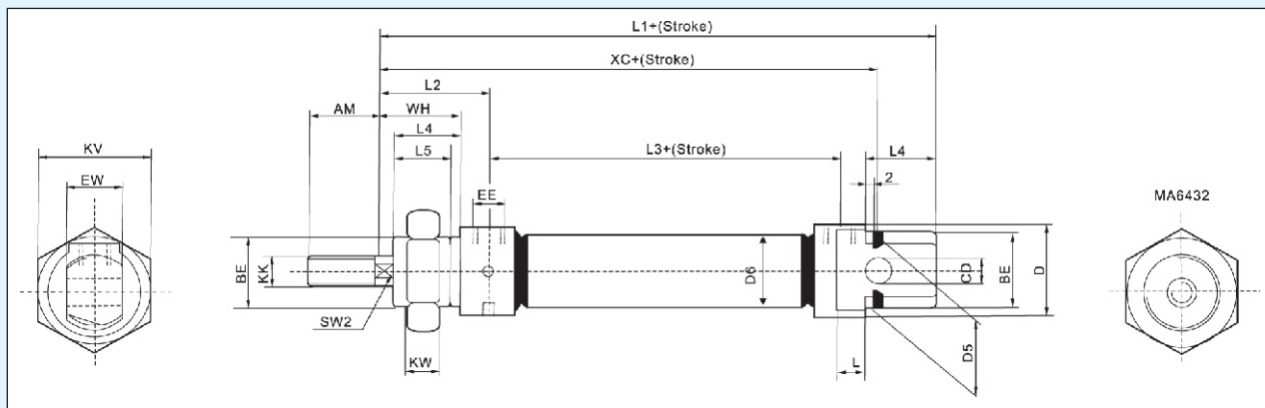 L1+(Stroke)
XC+(Stroke)
L2
AM
WH
L4
L5
L3+(Stroke)
L4
2
KV
EW
EE
MA6432
BE
KK
D6
CD
BE
D
SW2
KW
L
D5